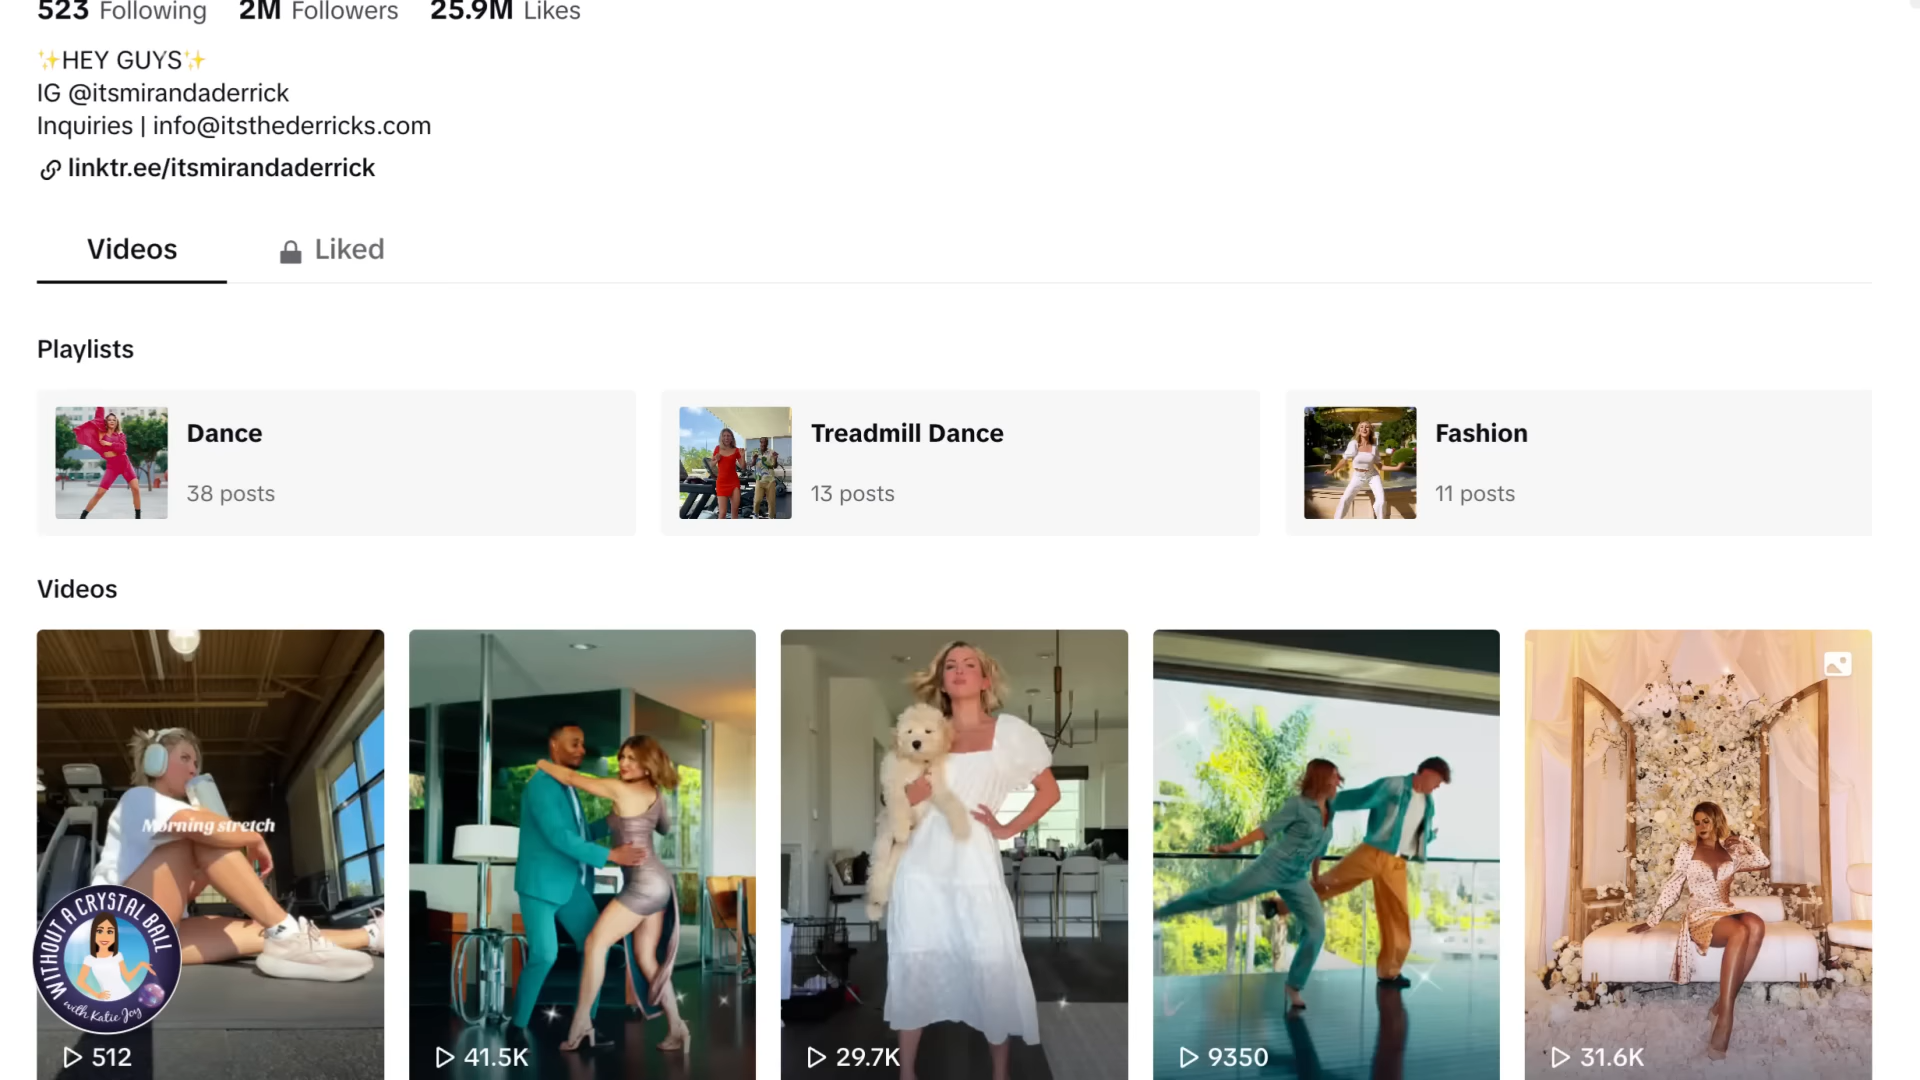 523 Following 2M Followers 25.9M Likes
✨HEY GUYS✨
IG @itsmirandaderrick
Inquiries | info@itsthederricks.com
linktr.ee/itsmirandaderrick
Videos Liked
Playlists
Dance
38 posts
Treadmill Dance
13 posts
Fashion
11 posts
Videos
Morning stretch
WITHOUT A CRYSTAL BALL
with Katie Joy
512
41.5K
29.7K
9350
31.6K